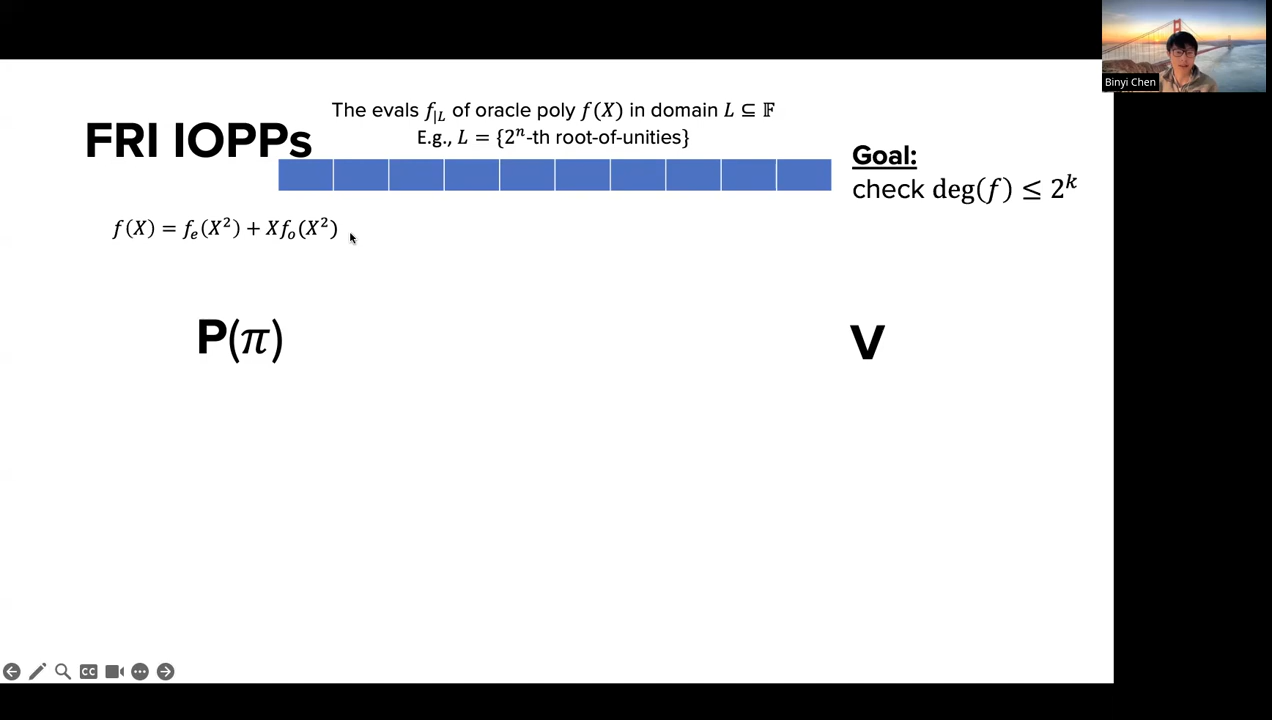 Binyi Chen
The evals f|L of oracle poly f(X) in domain L ⊆ 𝔽
E.g., L = {2ⁿ-th root-of-unities}
FRI IOPPs
Goal:
check deg(f) ≤ 2ᵏ
f(X) = fₑ(X²) + Xfₒ(X²)
P(π)
V
CC